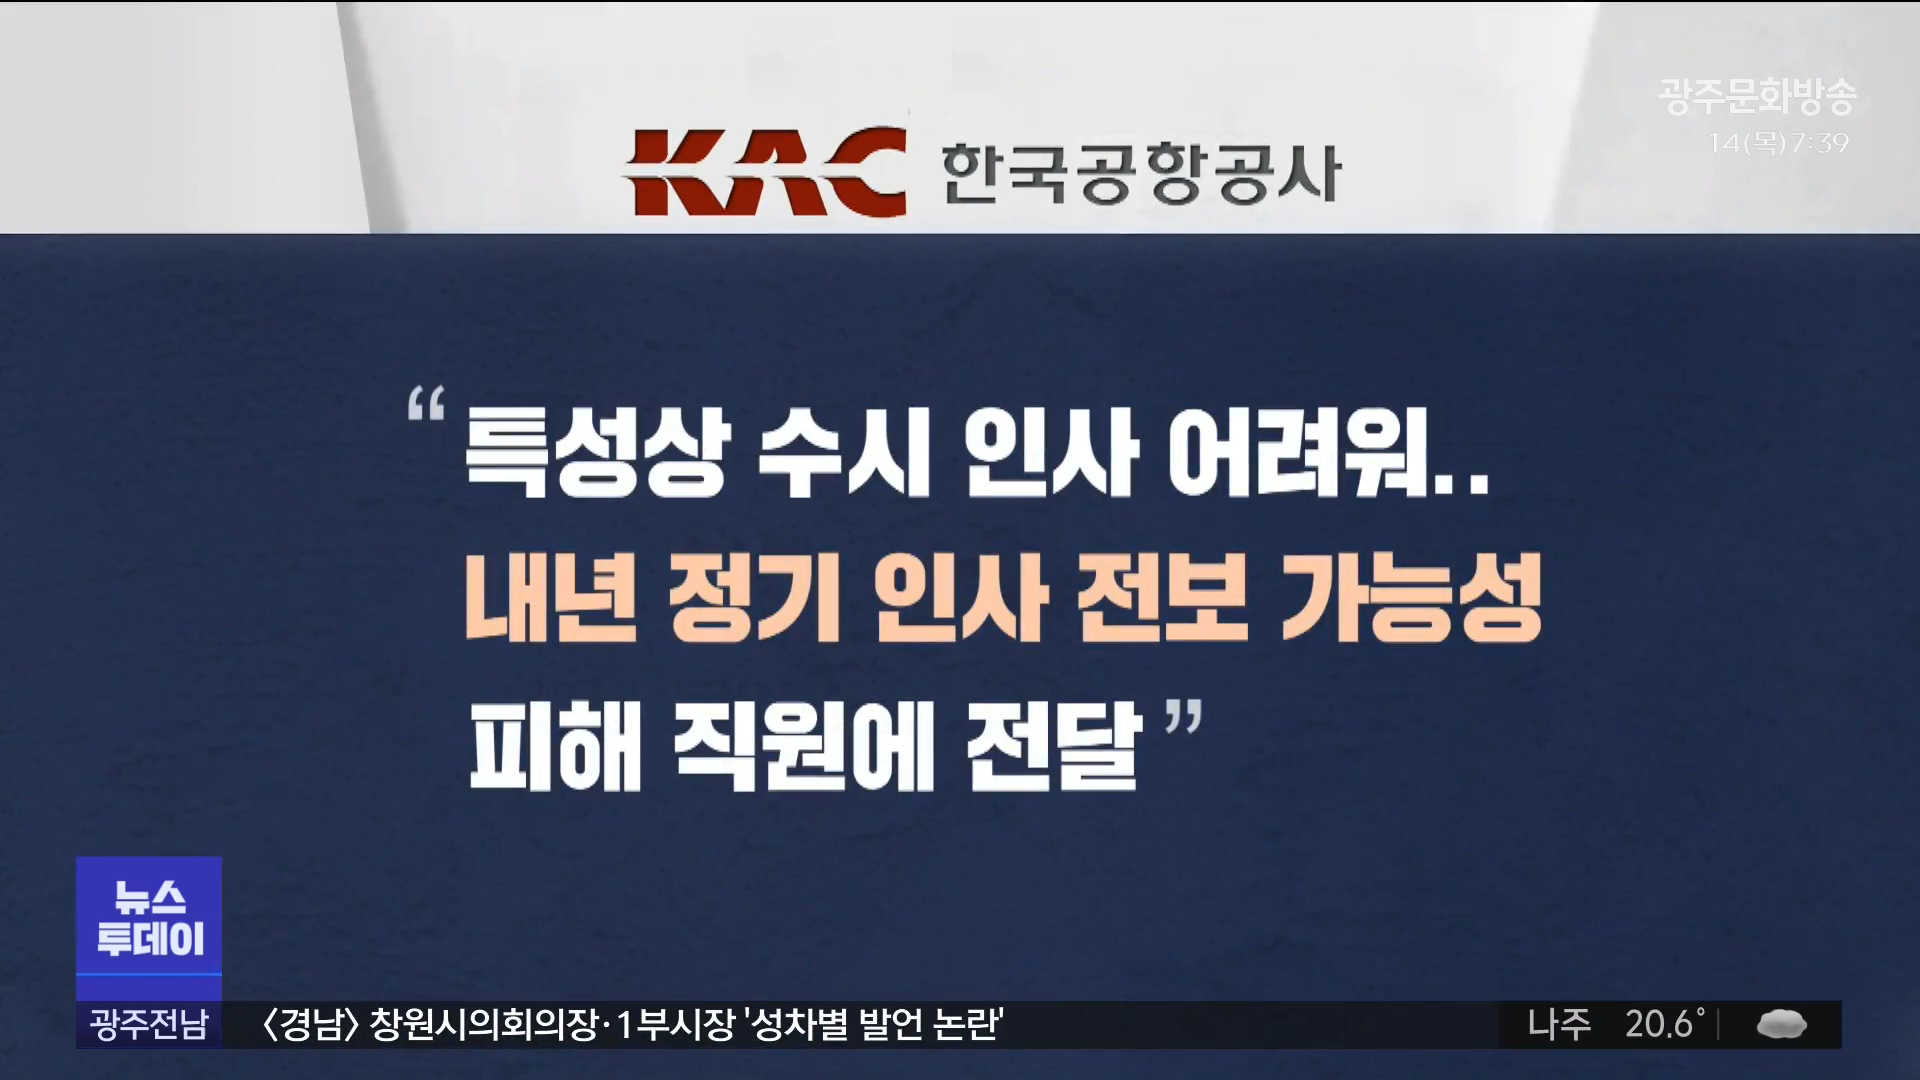 광주문화방송
14(목)7:39
KAC 한국공항공사
“특성상 수시 인사 어려워..
내년 정기 인사 전보 가능성
피해 직원에 전달”
뉴스
투데이
광주전남 〈경남〉 창원시의회의장·1부시장 '성차별 발언 논란' 나주 20.6°